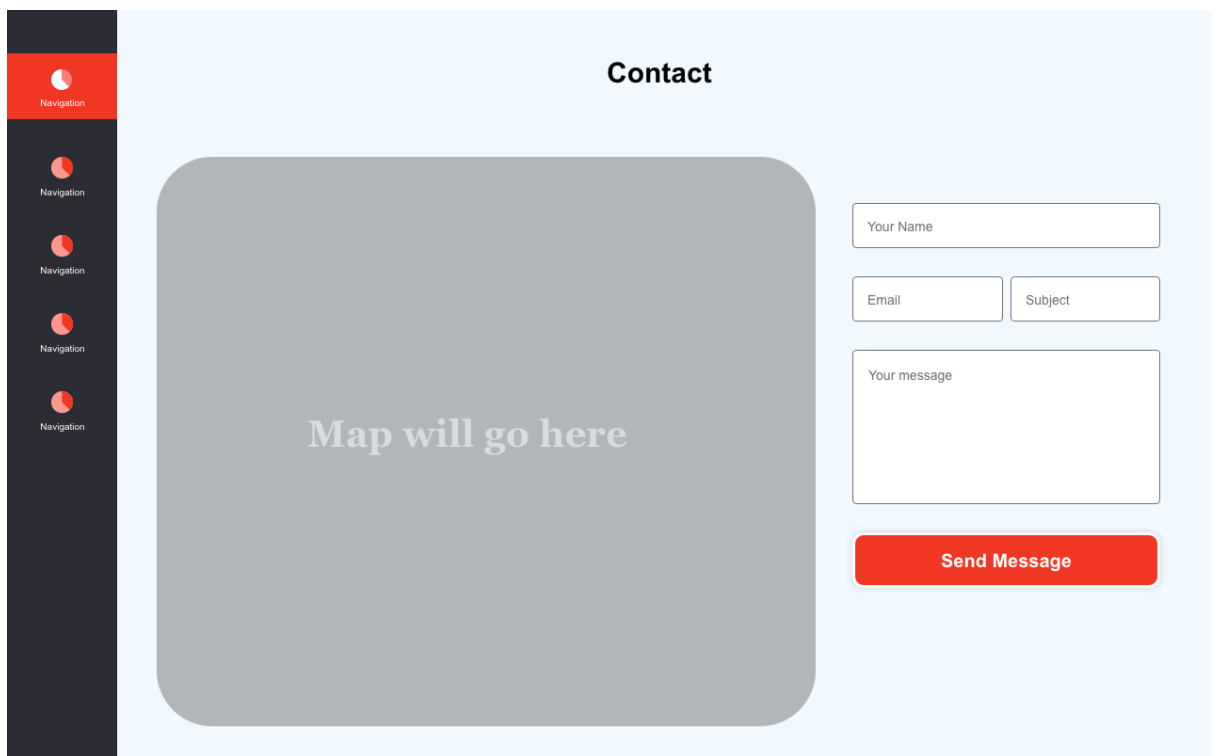 Navigation
Navigation
Navigation
Navigation
Navigation
Contact
Map will go here
Your Name
Email
Subject
Your message
Send Message